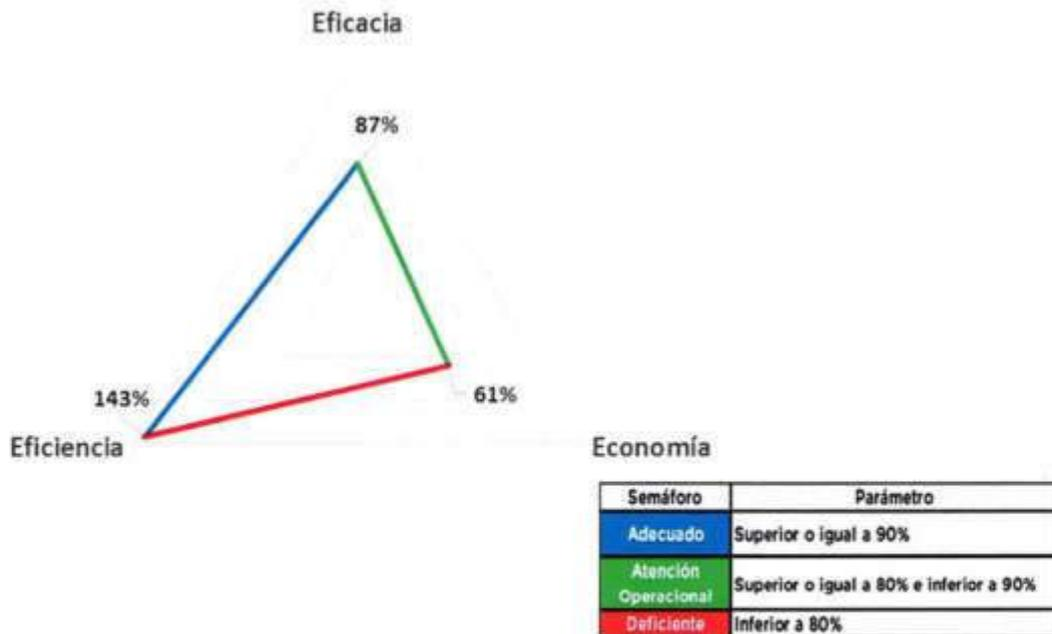 Eficacia
87%
143%
61%
Eficiencia
Economía
Semáforo Parámetro
Adecuado Superior o igual a 90%
Atención
Operacional Superior o igual a 80% e inferior a 90%
Deficiente Inferior a 80%